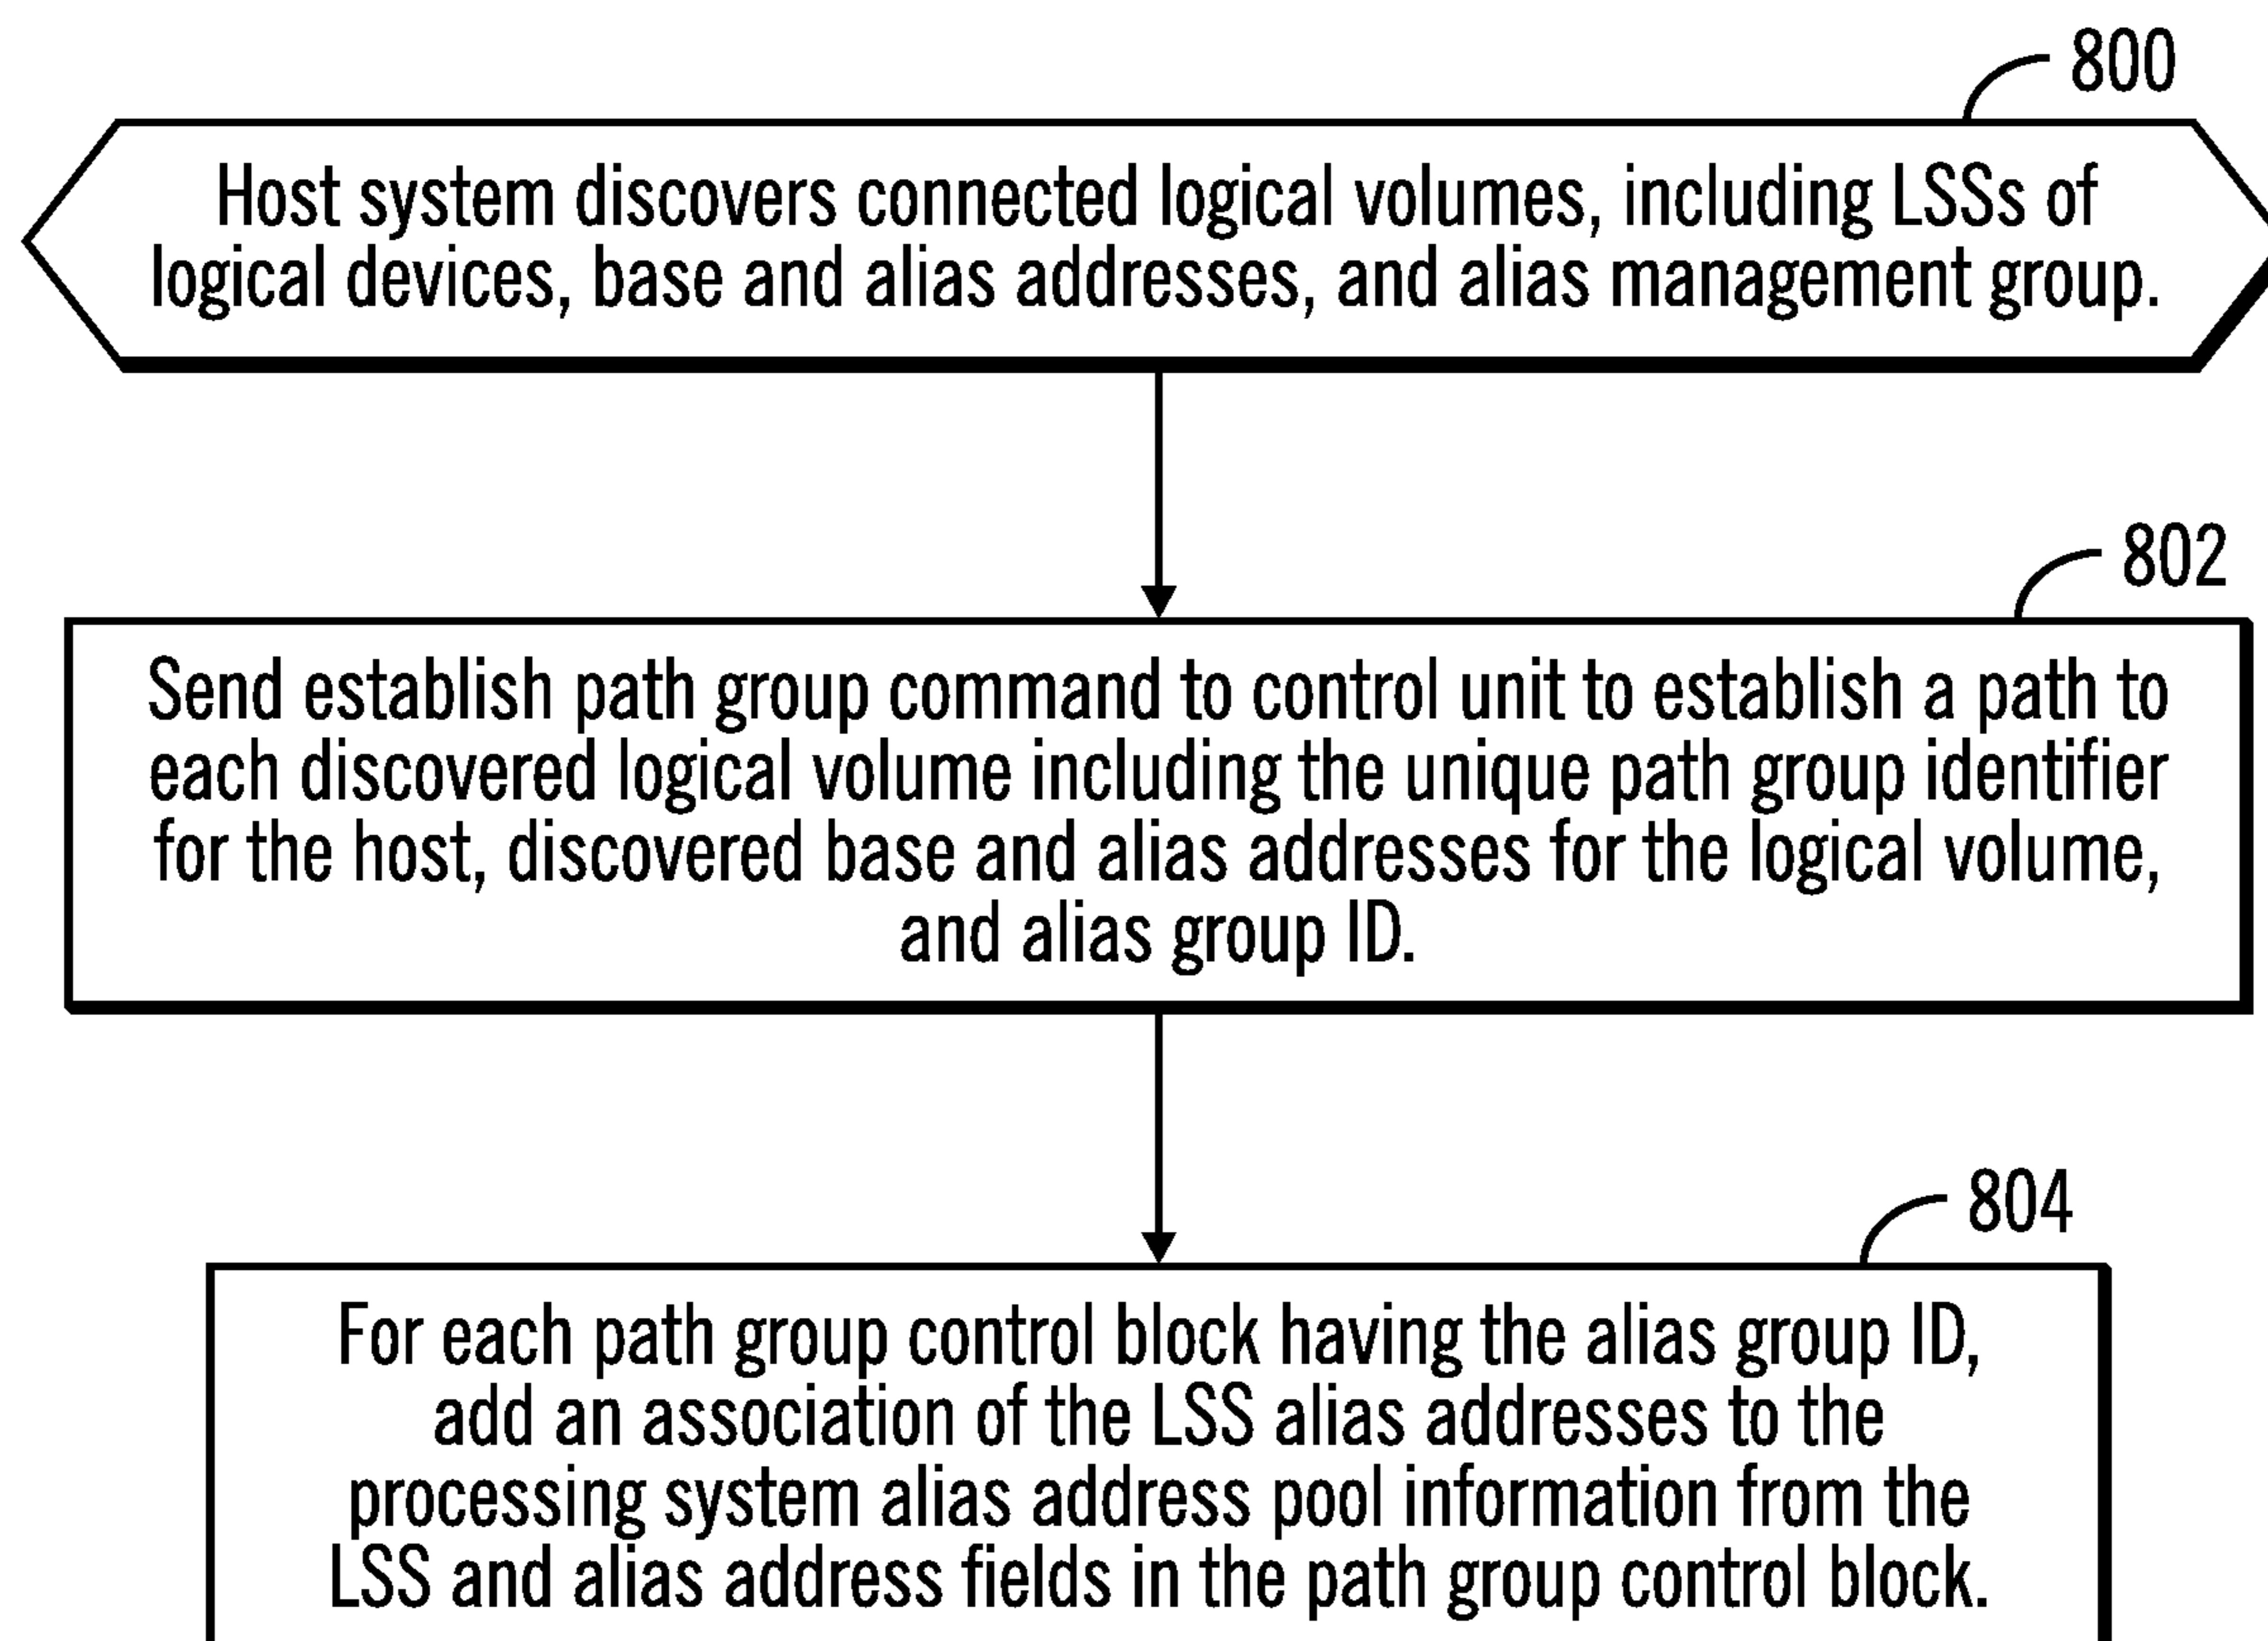 800
Host system discovers connected logical volumes, including LSSs of
logical devices, base and alias addresses, and alias management group.
802
Send establish path group command to control unit to establish a path to
each discovered logical volume including the unique path group identifier
for the host, discovered base and alias addresses for the logical volume,
and alias group ID.
804
For each path group control block having the alias group ID,
add an association of the LSS alias addresses to the
processing system alias address pool information from the
LSS and alias address fields in the path group control block.